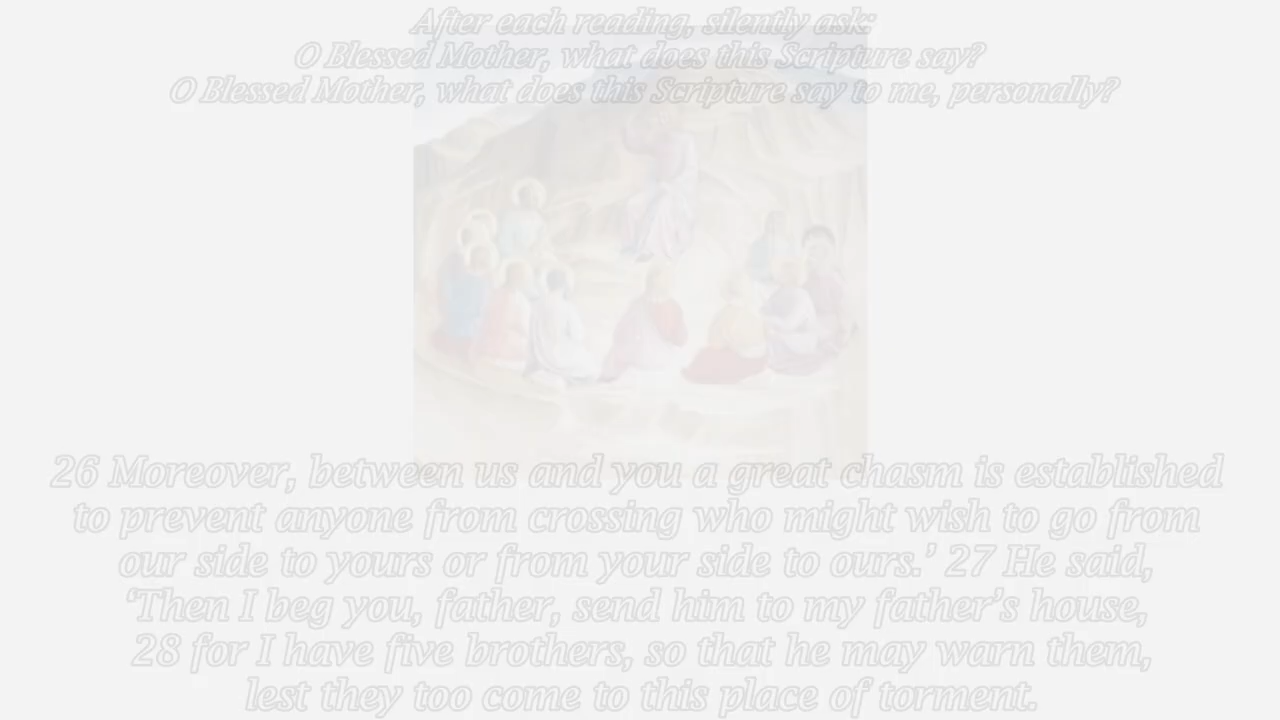 After each reading, silently ask:
O Blessed Mother, what does this Scripture say?
O Blessed Mother, what does this Scripture say to me, personally?
26 Moreover, between us and you a great chasm is established
to prevent anyone from crossing who might wish to go from
our side to yours or from your side to ours.’ 27 He said,
‘Then I beg you, father, send him to my father’s house,
28 for I have five brothers, so that he may warn them,
lest they too come to this place of torment.